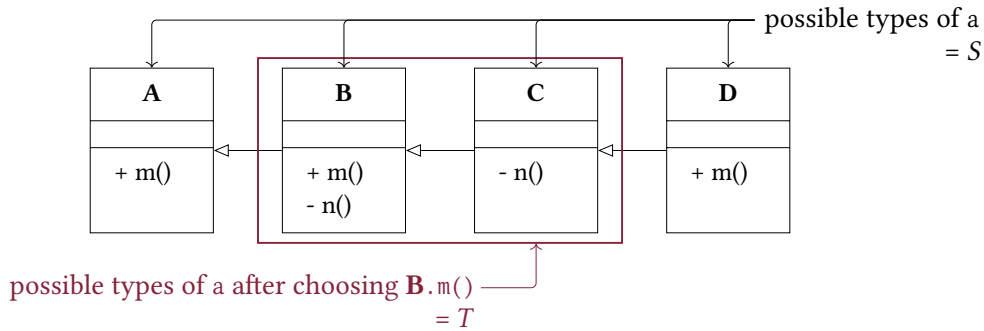 possible types of a
= S
A
B
C
D
+ m()
+ m()
- n()
- n()
+ m()
possible types of a after choosing B.m()
= T